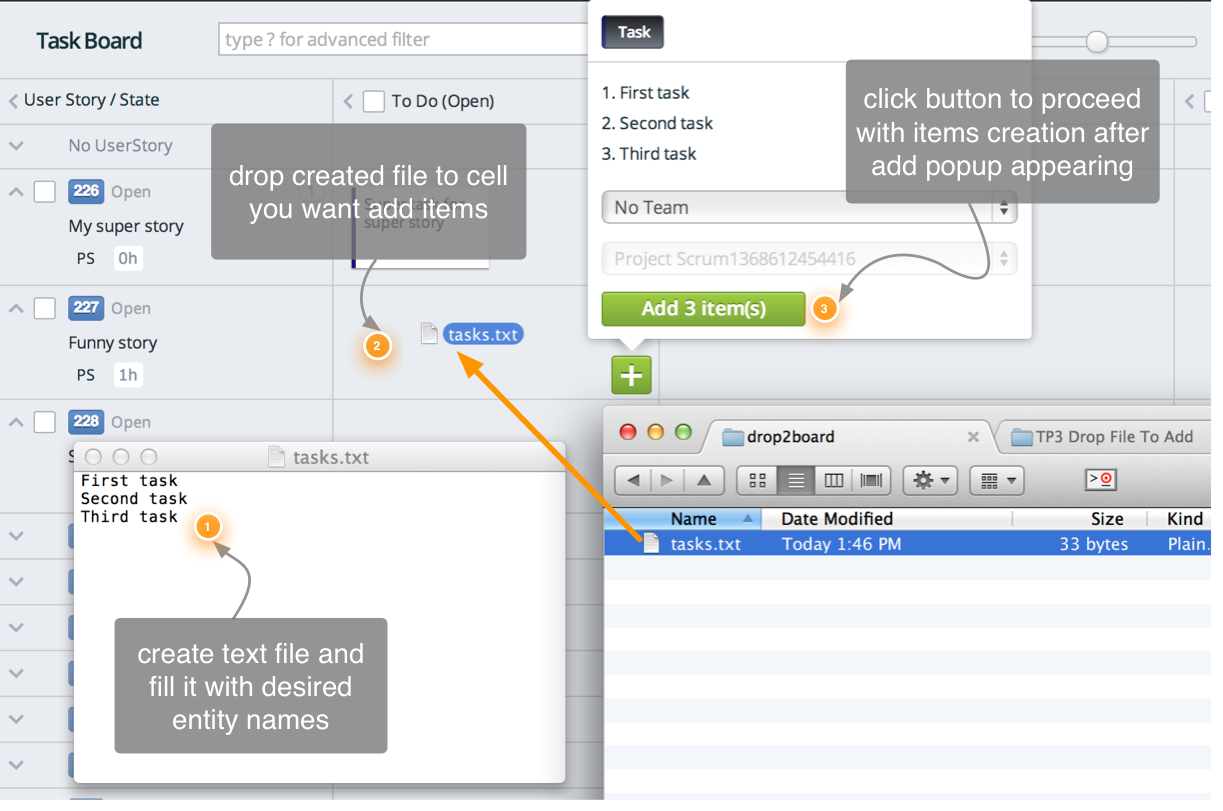 Task Board
type ? for advanced filter
User Story / State
To Do (Open)
No UserStory
226 Open
My super story
PS 0h
drop created file to cell
you want add items
super story
227 Open
Funny story
PS 1h
2
tasks.txt
228 Open
Task
1. First task
2. Second task
3. Third task
No Team
Project Scrum1368612454416
Add 3 item(s)
3
+
click button to proceed
with items creation after
add popup appearing
tasks.txt
First task
Second task
Third task
1
create text file and
fill it with desired
entity names
drop2board
TP3 Drop File To Add
Name Date Modified Size Kind
tasks.txt Today 1:46 PM 33 bytes Plain.